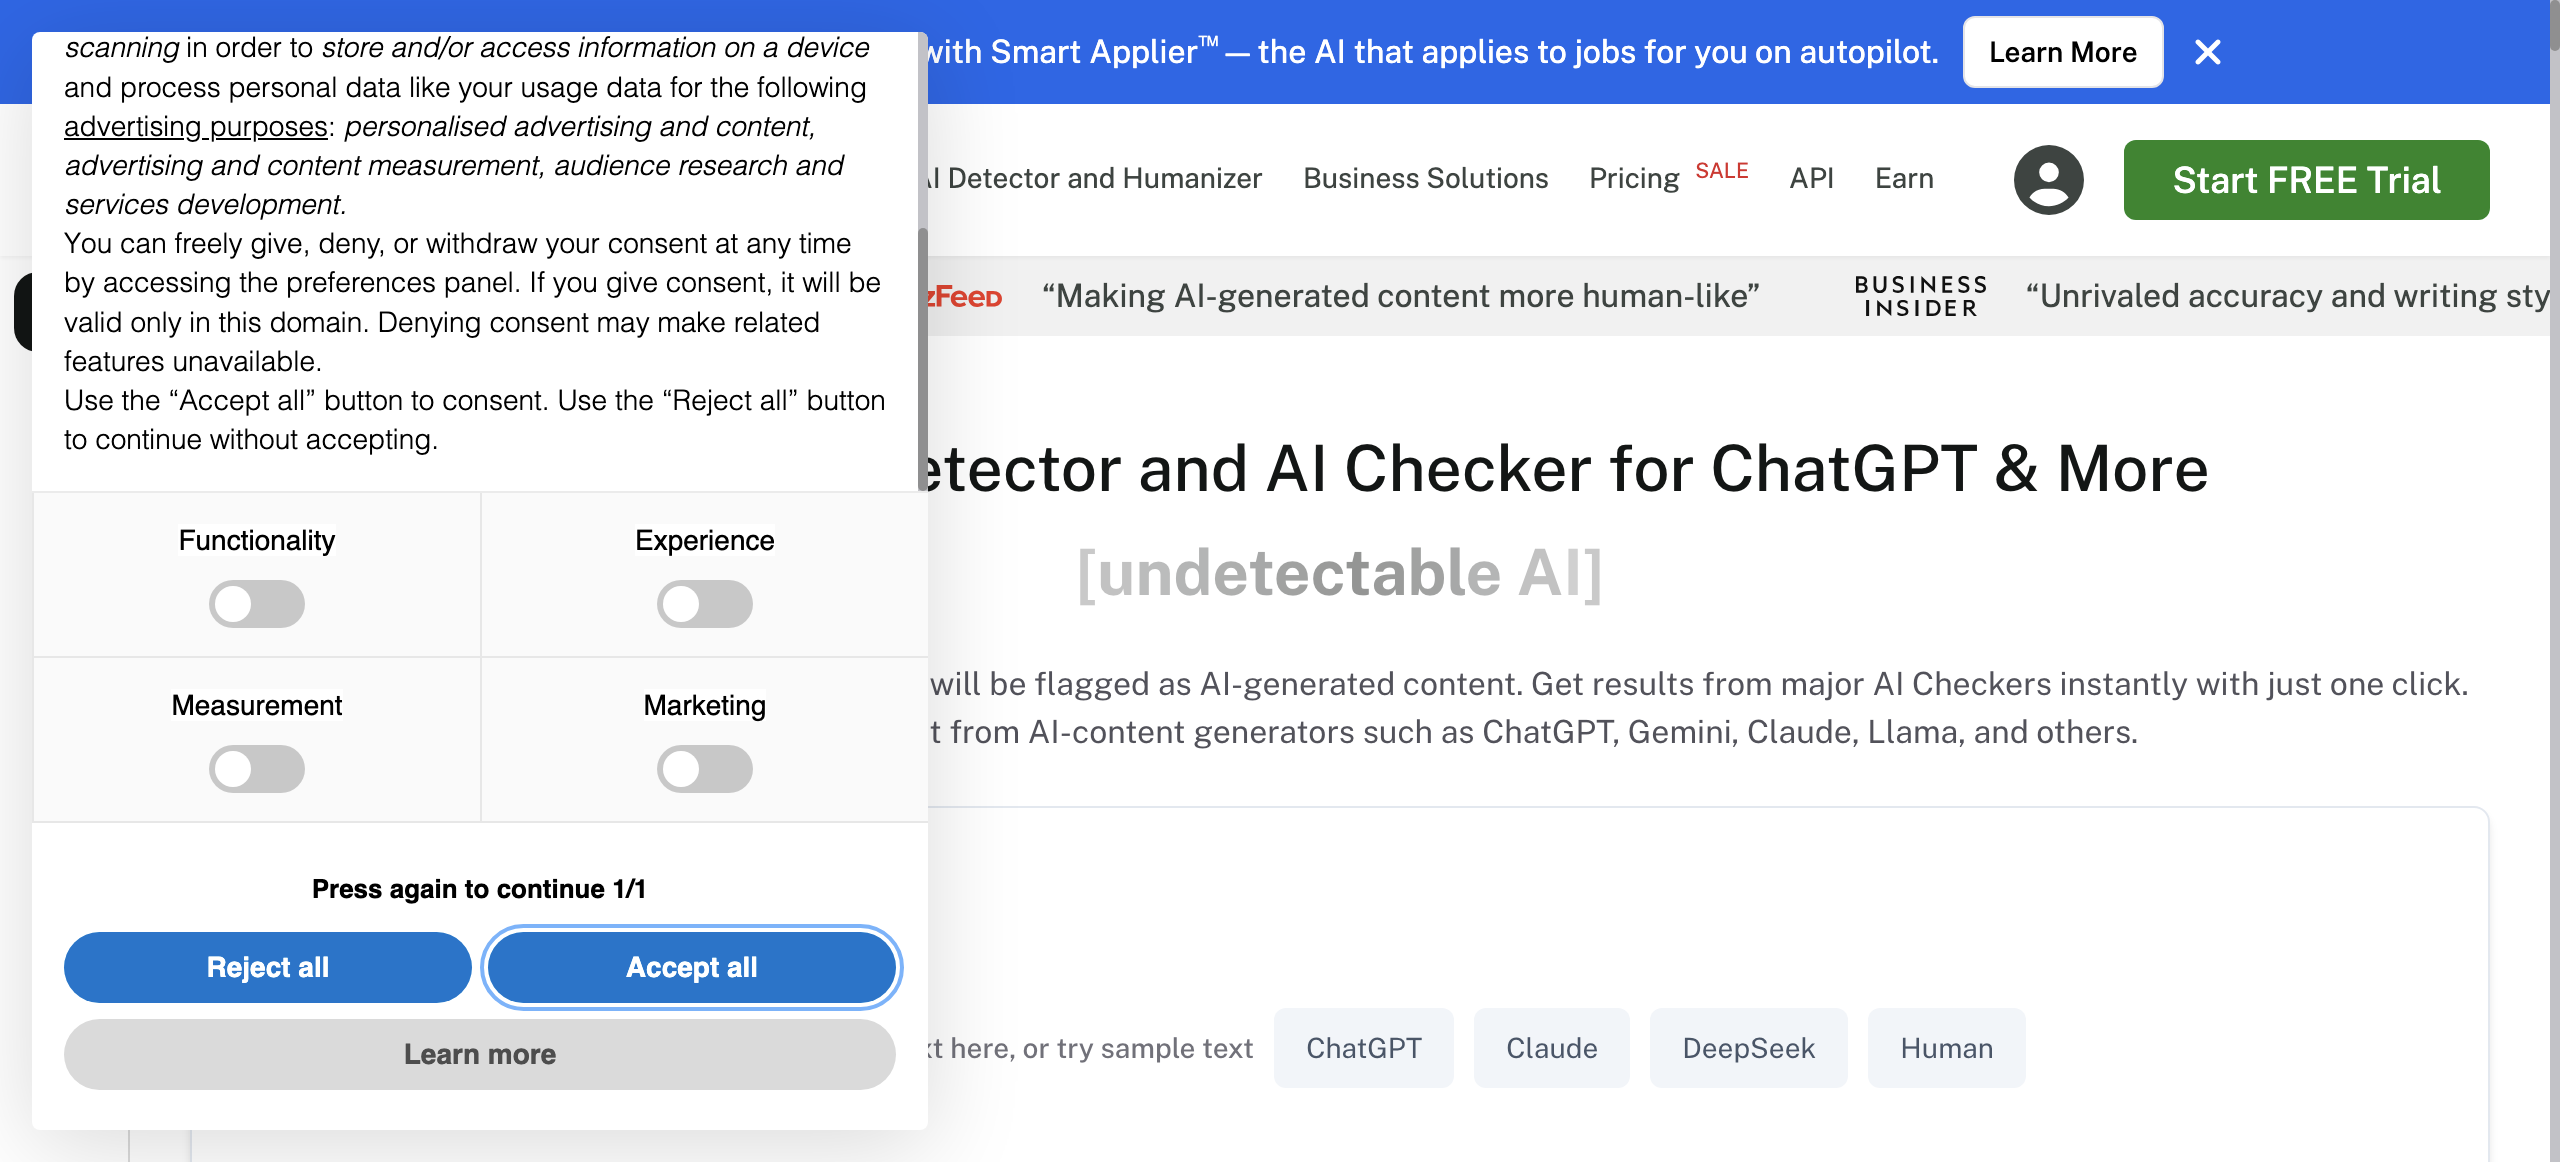 scanning in order to store and/or access information on a device
and process personal data like your usage data for the following
advertising purposes: personalised advertising and content,
advertising and content measurement, audience research and
services development.
You can freely give, deny, or withdraw your consent at any time
by accessing the preferences panel. If you give consent, it will be
valid only in this domain. Denying consent may make related
features unavailable.
Use the “Accept all” button to consent. Use the “Reject all” button
to continue without accepting.
Functionality
Experience
Measurement
Marketing
Press again to continue 1/1
Reject all
Accept all
Learn more
with Smart Applier™ — the AI that applies to jobs for you on autopilot.
Learn More
AI Detector and Humanizer
Business Solutions
Pricing SALE
API
Earn
Start FREE Trial
zFeed
“Making AI-generated content more human-like”
BUSINESS
INSIDER
“Unrivaled accuracy and writing sty
etector and AI Checker for ChatGPT & More
[undetectable AI]
will be flagged as AI-generated content. Get results from major AI Checkers instantly with just one click.
t from AI-content generators such as ChatGPT, Gemini, Claude, Llama, and others.
xt here, or try sample text
ChatGPT
Claude
DeepSeek
Human